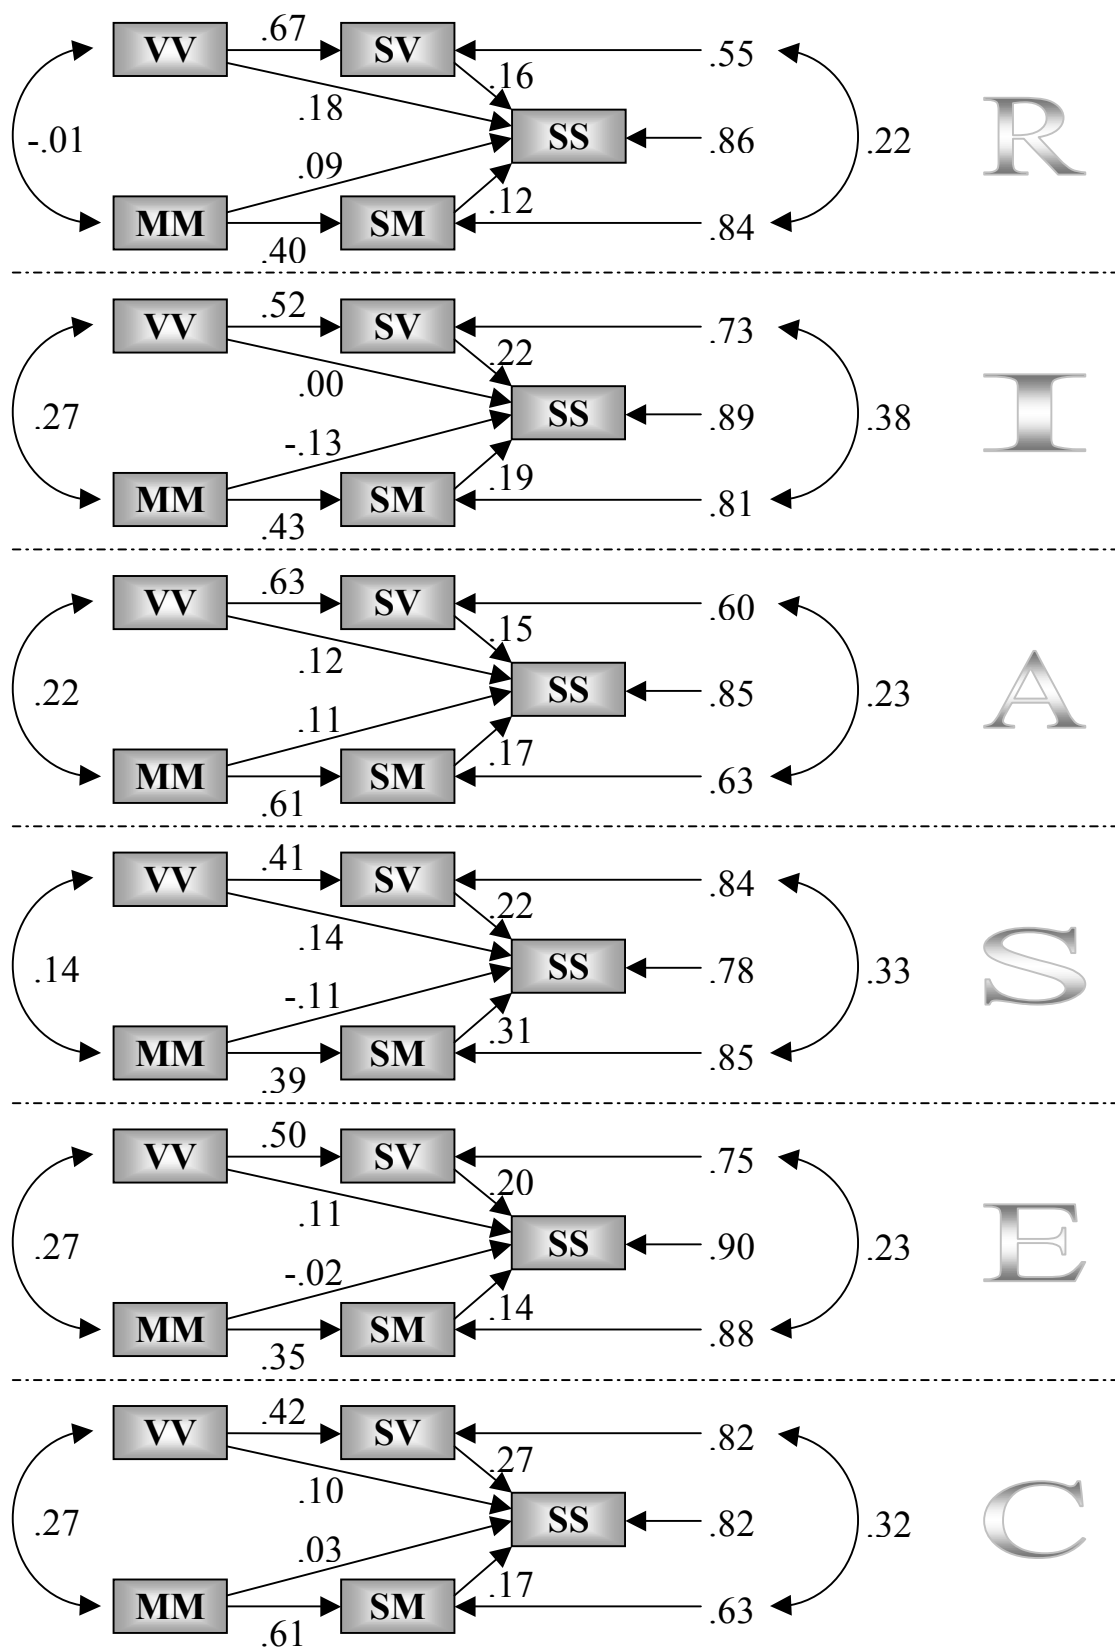 .67
VV SV .55
.16
.18
-.01 SS .86 .22 R
.09
.12
MM SM .84
.40
.52
VV SV .73
.22
.00
.27 SS .89 .38 I
-.13
.19
MM SM .81
.43
.63
VV SV .60
.15
.12
.22 SS .85 .23 A
.11
.17
MM SM .63
.61
.41
VV SV .84
.22
.14
.14 SS .78 .33 S
-.11
.31
MM SM .85
.39
.50
VV SV .75
.20
.11
.27 SS .90 .23 E
-.02
.14
MM SM .88
.35
.42
VV SV .82
.27
.10
.27 SS .82 .32 C
.03
.17
MM SM .63
.61